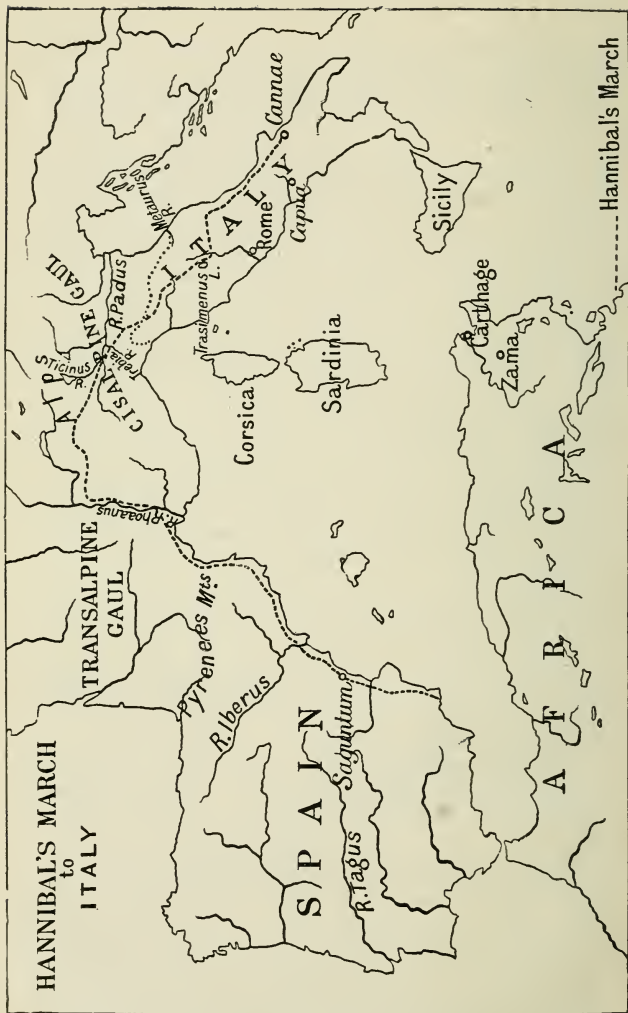 HANNIBAL'S MARCH
to
ITALY
TRANSALPINE
GAUL
Alps
Ticinus
R.
CISALPINE GAUL
R.Padus
Trebia
R.
Metaurus
R.
R.Rhoanus
Pyrenees Mts.
R.Iberus
SPAIN
Saguntum
R.Tagus
Trasimenus
L.
ITALY
Rome
Capua
Cannae
Corsica
Sardinia
Sicily
Carthage
Zama
AFRICA
Hannibal's March